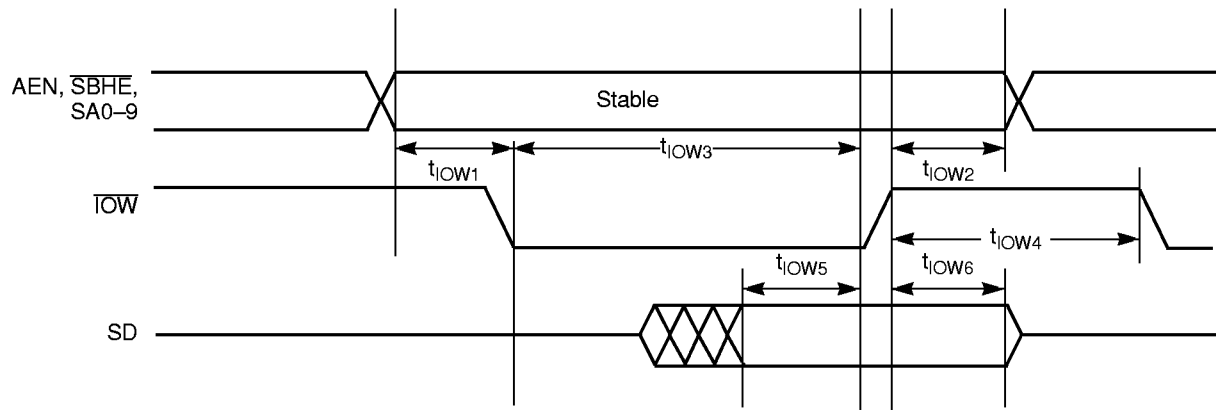 AEN, SBHE,
SA0–9
Stable
tIOW1
tIOW3
tIOW2
IOW
tIOW4
tIOW5
tIOW6
SD